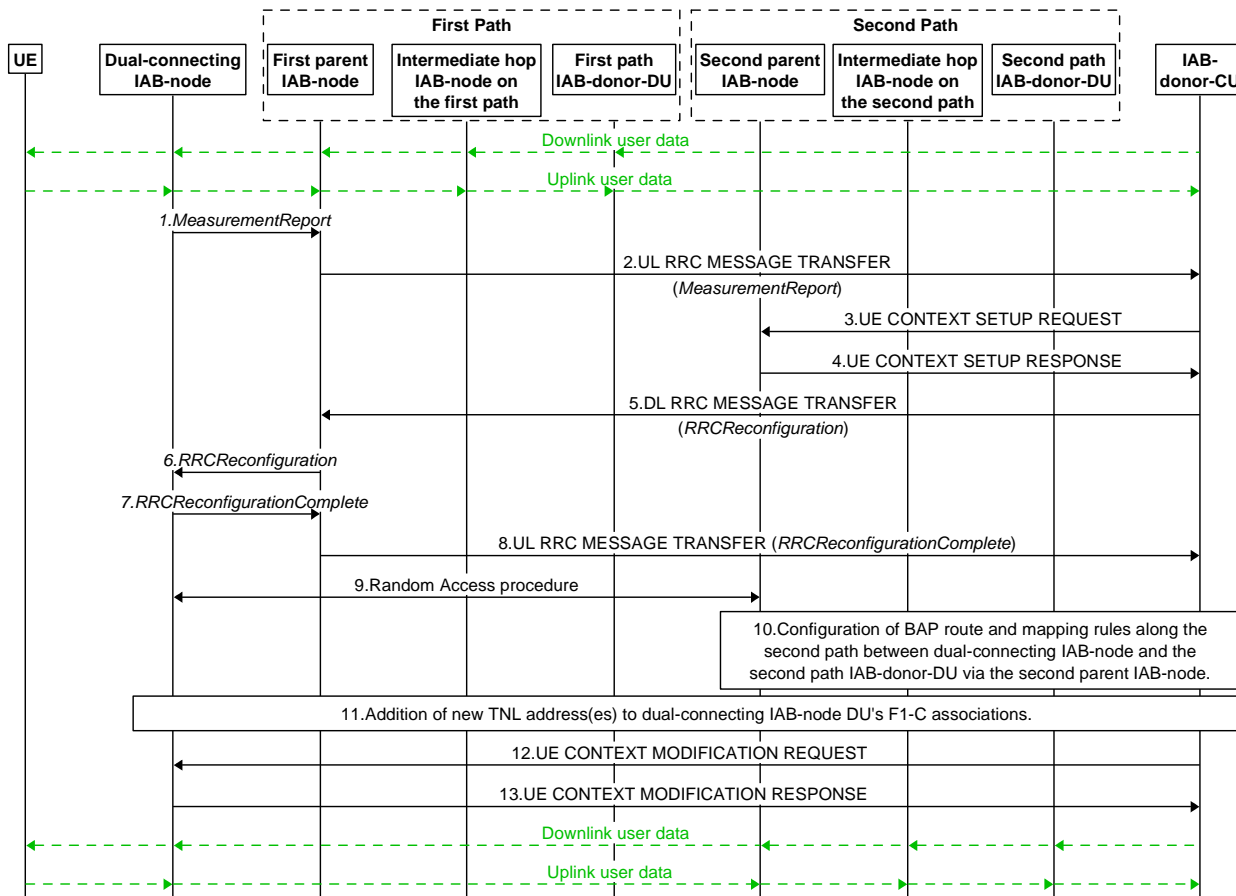 First Path
Second Path
UE
Dual-connecting
IAB-node
First parent
IAB-node
Intermediate hop
IAB-node on
the first path
First path
IAB-donor-DU
Second parent
IAB-node
Intermediate hop
IAB-node on
the second path
Second path
IAB-donor-DU
IAB-
donor-CU
Downlink user data
Uplink user data
1.MeasurementReport
2.UL RRC MESSAGE TRANSFER
(MeasurementReport)
3.UE CONTEXT SETUP REQUEST
4.UE CONTEXT SETUP RESPONSE
5.DL RRC MESSAGE TRANSFER
(RRCReconfiguration)
6.RRCReconfiguration
7.RRCReconfigurationComplete
8.UL RRC MESSAGE TRANSFER (RRCReconfigurationComplete)
9.Random Access procedure
10.Configuration of BAP route and mapping rules along the
second path between dual-connecting IAB-node and the
second path IAB-donor-DU via the second parent IAB-node.
11.Addition of new TNL address(es) to dual-connecting IAB-node DU's F1-C associations.
12.UE CONTEXT MODIFICATION REQUEST
13.UE CONTEXT MODIFICATION RESPONSE
Downlink user data
Uplink user data